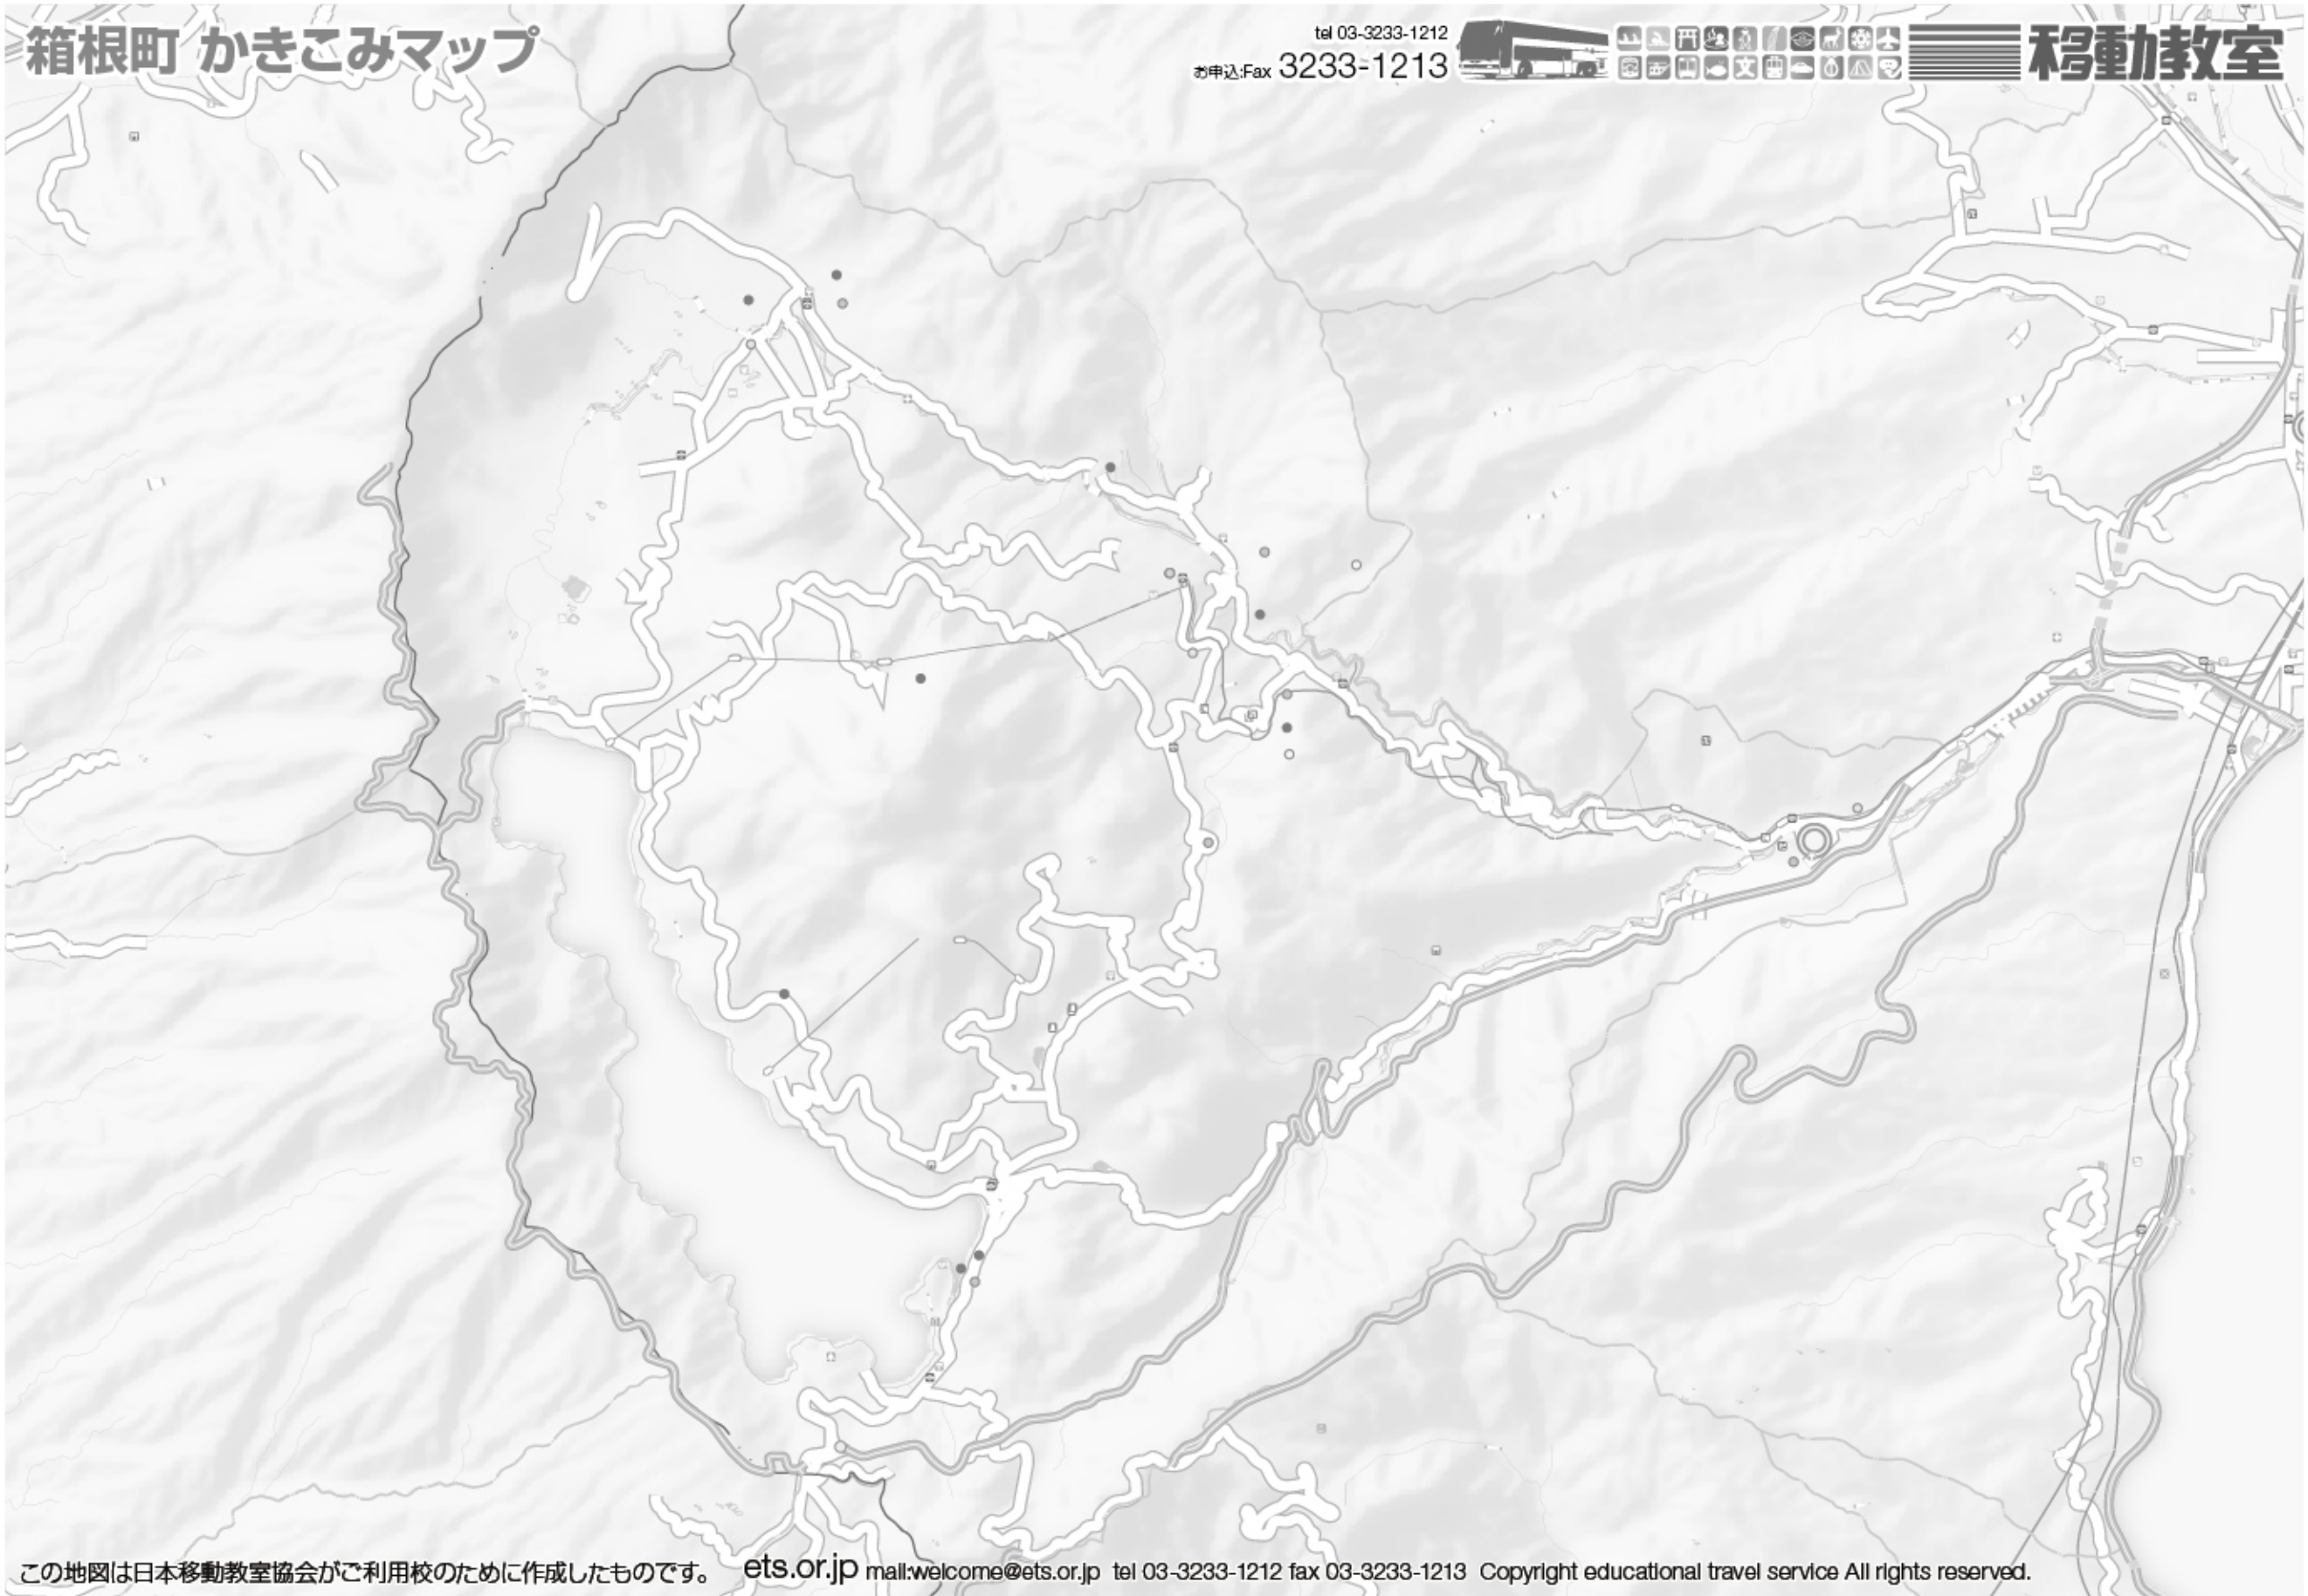 箱根町 かきこみマップ
tel 03-3233-1212
お申込:Fax 3233-1213
移動教室
この地図は日本移動教室協会がご利用校のために作成したものです。 ets.or.jp mail:welcome@ets.or.jp tel 03-3233-1212 fax 03-3233-1213 Copyright educational travel service All rights reserved.